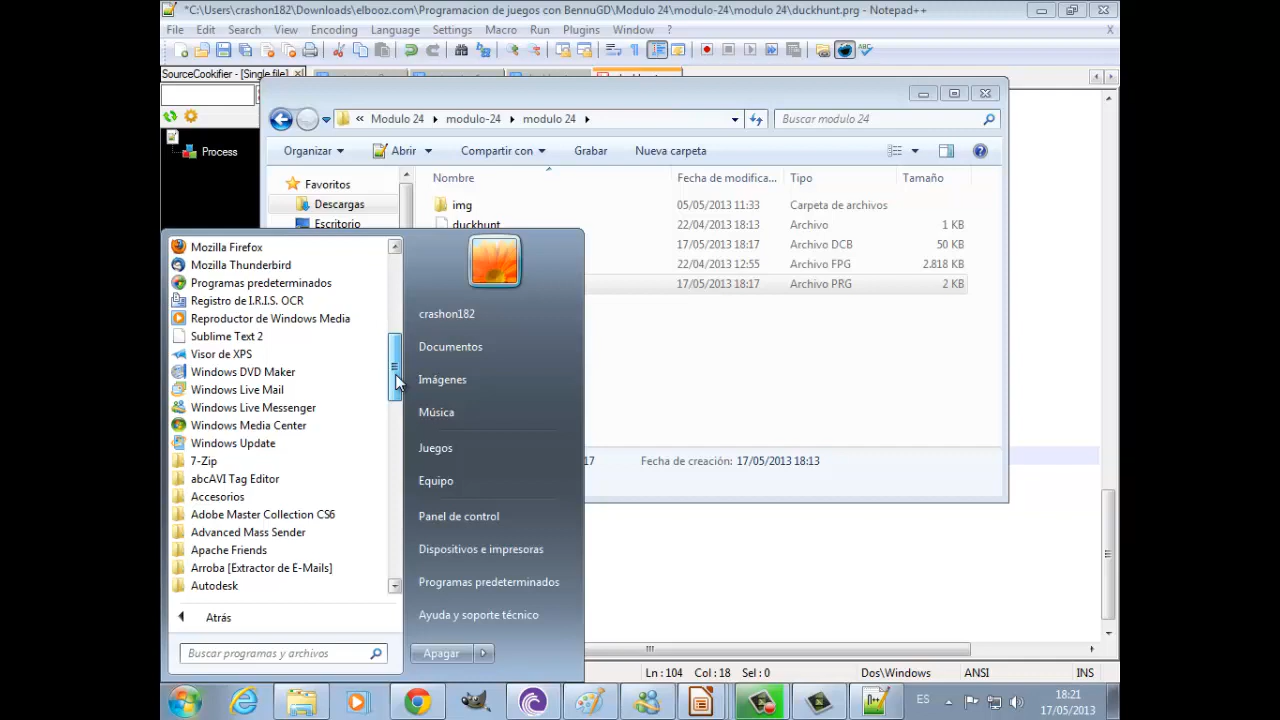 *C:\Users\crashon182\Downloads\elbooz.com\Programacion de juegos con BennuGD\Modulo 24\modulo-24\modulo 24\duckhunt.prg - Notepad++
File Edit Search View Encoding Language Settings Macro Run Plugins Window ? X
SourceCookifier - [Single file]
Process
« Modulo 24 modulo-24 modulo 24
Buscar modulo 24
Organizar Abrir Compartir con Grabar Nueva carpeta
Favoritos
Descargas
Escritorio
Nombre Fecha de modifica... Tipo Tamaño
img 05/05/2013 11:33 Carpeta de archivos
duckhunt 22/04/2013 18:13 Archivo 1 KB
17/05/2013 18:17 Archivo DCB 50 KB
22/04/2013 12:55 Archivo FPG 2.818 KB
17/05/2013 18:17 Archivo PRG 2 KB
17 Fecha de creación: 17/05/2013 18:13
Mozilla Firefox
Mozilla Thunderbird
Programas predeterminados
Registro de I.R.I.S. OCR
Reproductor de Windows Media
Sublime Text 2
Visor de XPS
Windows DVD Maker
Windows Live Mail
Windows Live Messenger
Windows Media Center
Windows Update
7-Zip
abcAVI Tag Editor
Accesorios
Adobe Master Collection CS6
Advanced Mass Sender
Apache Friends
Arroba [Extractor de E-Mails]
Autodesk
Atrás
Buscar programas y archivos
crashon182
Documentos
Imágenes
Música
Juegos
Equipo
Panel de control
Dispositivos e impresoras
Programas predeterminados
Ayuda y soporte técnico
Apagar
Ln : 104 Col : 18 Sel : 0 Dos\Windows ANSI INS
ES
18:21
17/05/2013